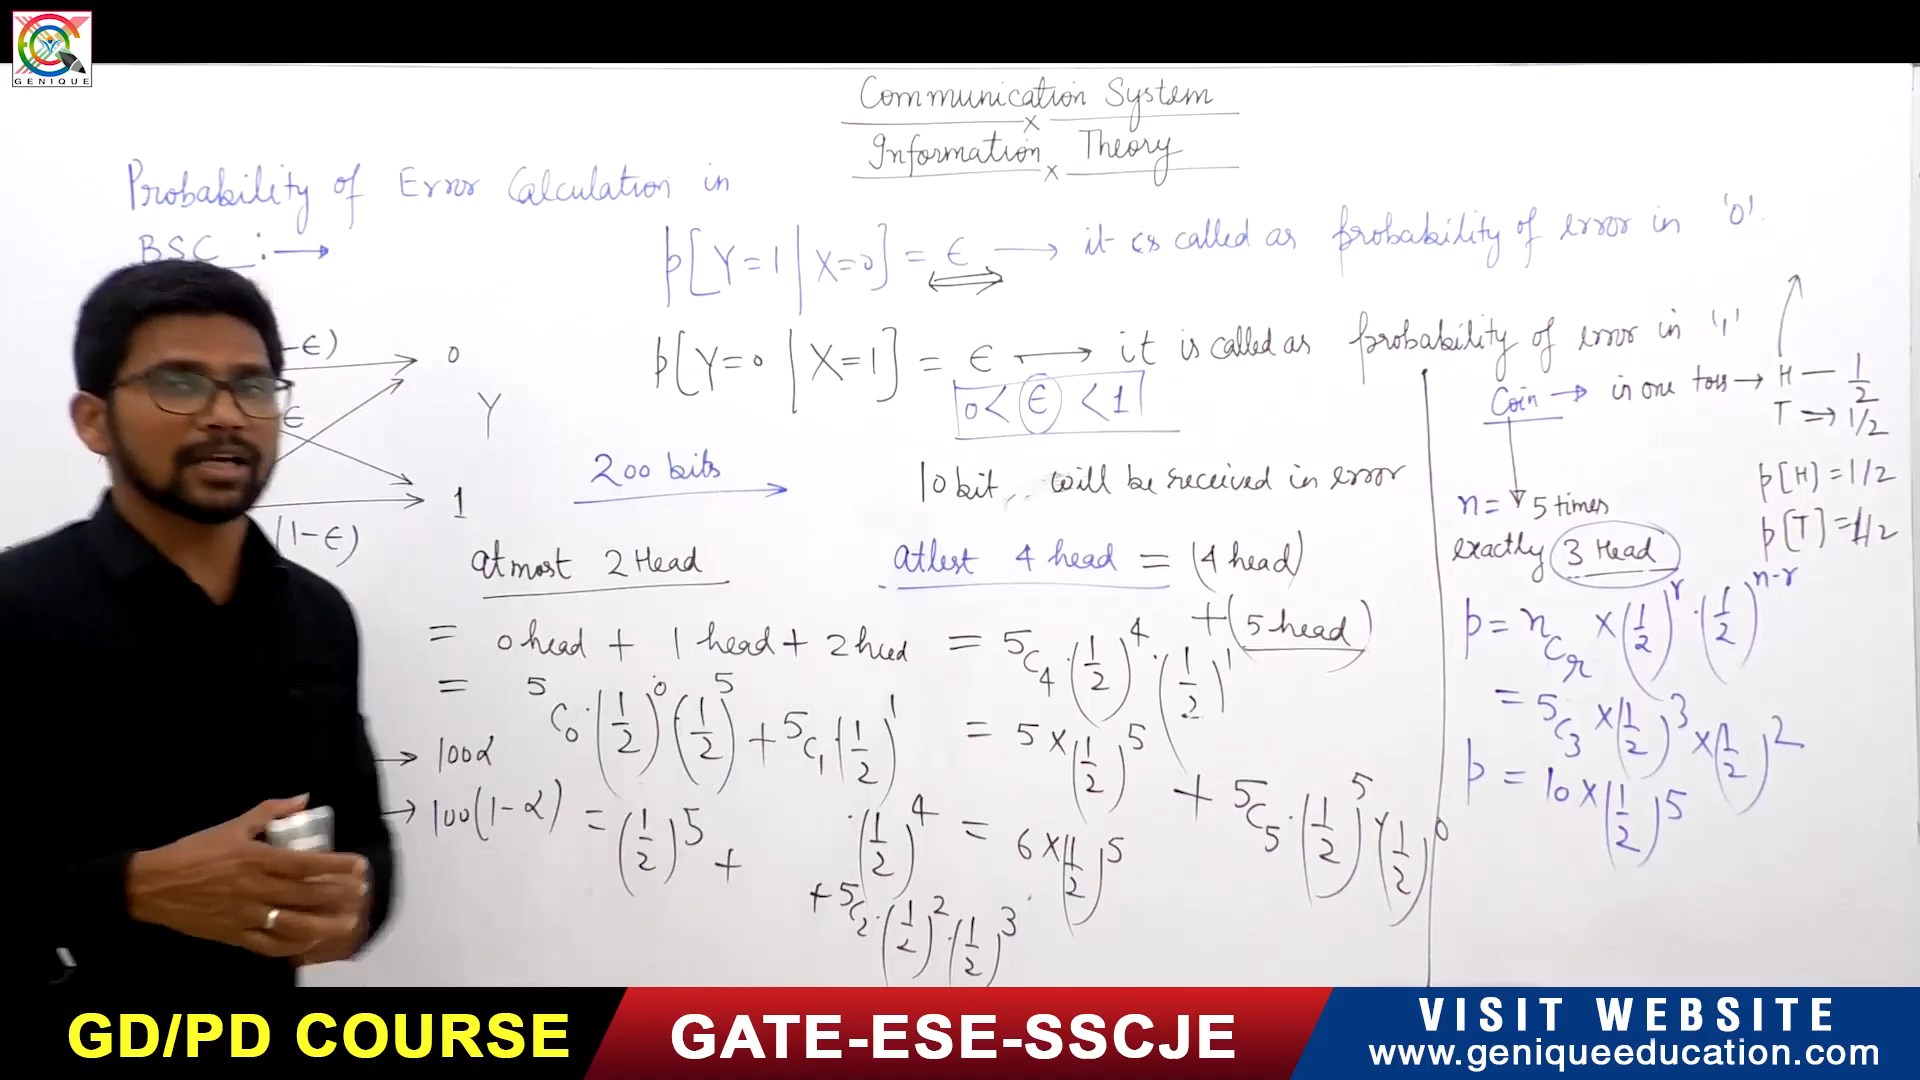 GENIQUE
Communication System
Information Theory
Probability of Error Calculation in
BSC :→
p[Y=1 | X=0] = ε → it is called as probability of error in '0'.
p[Y=0 | X=1] = ε → it is called as probability of error in '1'
0 < ε < 1
-ε)
0
ε
Y
1
(1-ε)
200 bits
10 bit will be received in error
Atmost 2 Head
= 0 head + 1 head + 2 head
= 5C0·(1/2)^0 (1/2)^5 + 5C1·(1/2)^1
·(1/2)^4
+ 5C2·(1/2)^2·(1/2)^3
= (1/2)^5 +
→ 100α
→ 100(1-α)
Atlest 4 head = (4 head)
+ (5 head)
= 5C4·(1/2)^4·(1/2)^1
+ 5C5·(1/2)^5 (1/2)^0
= 5×(1/2)^5
= 6×(1/2)^5
Coin → in one toss → H — 1/2
T ⇒ 1/2
p[H] = 1/2
p[T] = 1/2
n = 5 times
exactly 3 Head
p = nCr × (1/2)^r · (1/2)^n-r
= 5C3 × (1/2)^3 × (1/2)^2
p = 10 × (1/2)^5
GD/PD COURSE
GATE-ESE-SSCJE
VISIT WEBSITE
www.geniqueeducation.com